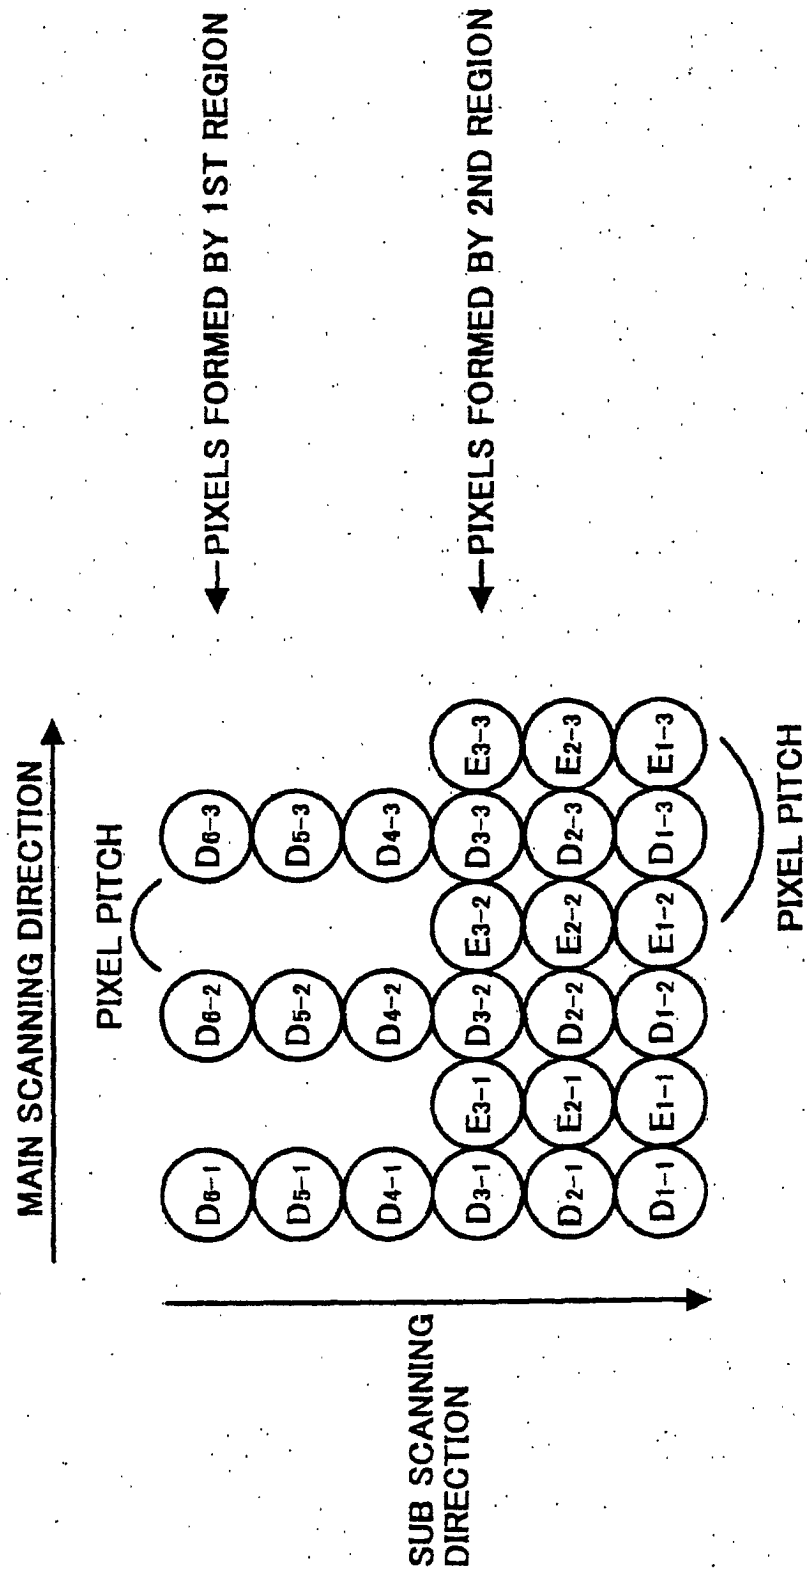 MAIN SCANNING DIRECTION
PIXEL PITCH
D6-1 D6-2 D6-3 ←PIXELS FORMED BY 1ST REGION
D5-1 D5-2 D5-3
D4-1 D4-2 D4-3
SUB SCANNING
DIRECTION
D3-1 E3-1 D3-2 E3-2 D3-3 E3-3 ←PIXELS FORMED BY 2ND REGION
D2-1 E2-1 D2-2 E2-2 D2-3 E2-3
D1-1 E1-1 D1-2 E1-2 D1-3 E1-3
PIXEL PITCH